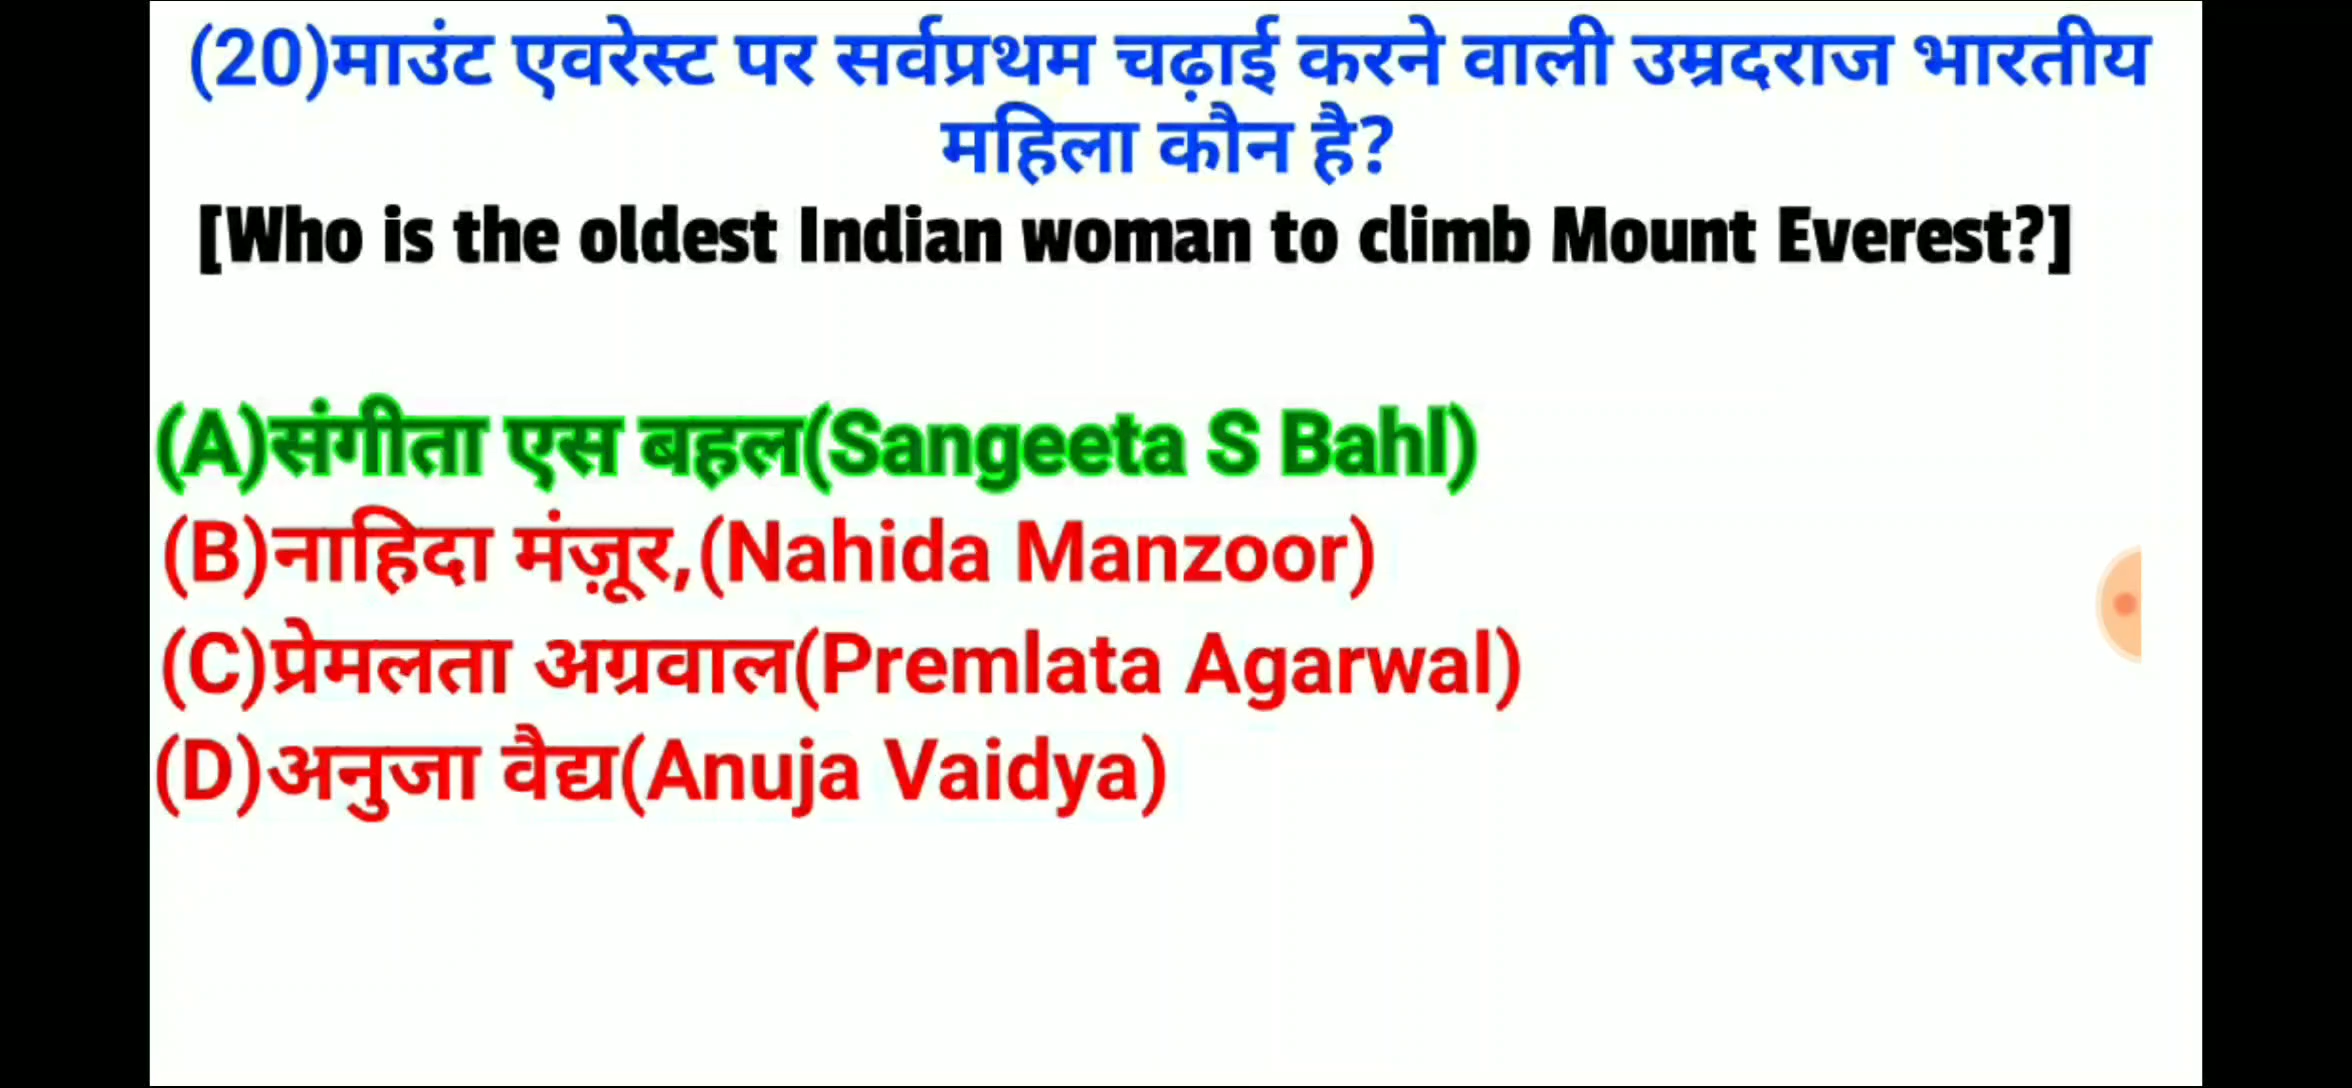 (20)माउंट एवरेस्ट पर सर्वप्रथम चढ़ाई करने वाली उम्रदराज भारतीय
महिला कौन है?
[Who is the oldest Indian woman to climb Mount Everest?]
(A)संगीता एस बहल(Sangeeta S Bahl)
(B)नाहिदा मंज़ूर,(Nahida Manzoor)
(C)प्रेमलता अग्रवाल(Premlata Agarwal)
(D)अनुजा वैद्य(Anuja Vaidya)